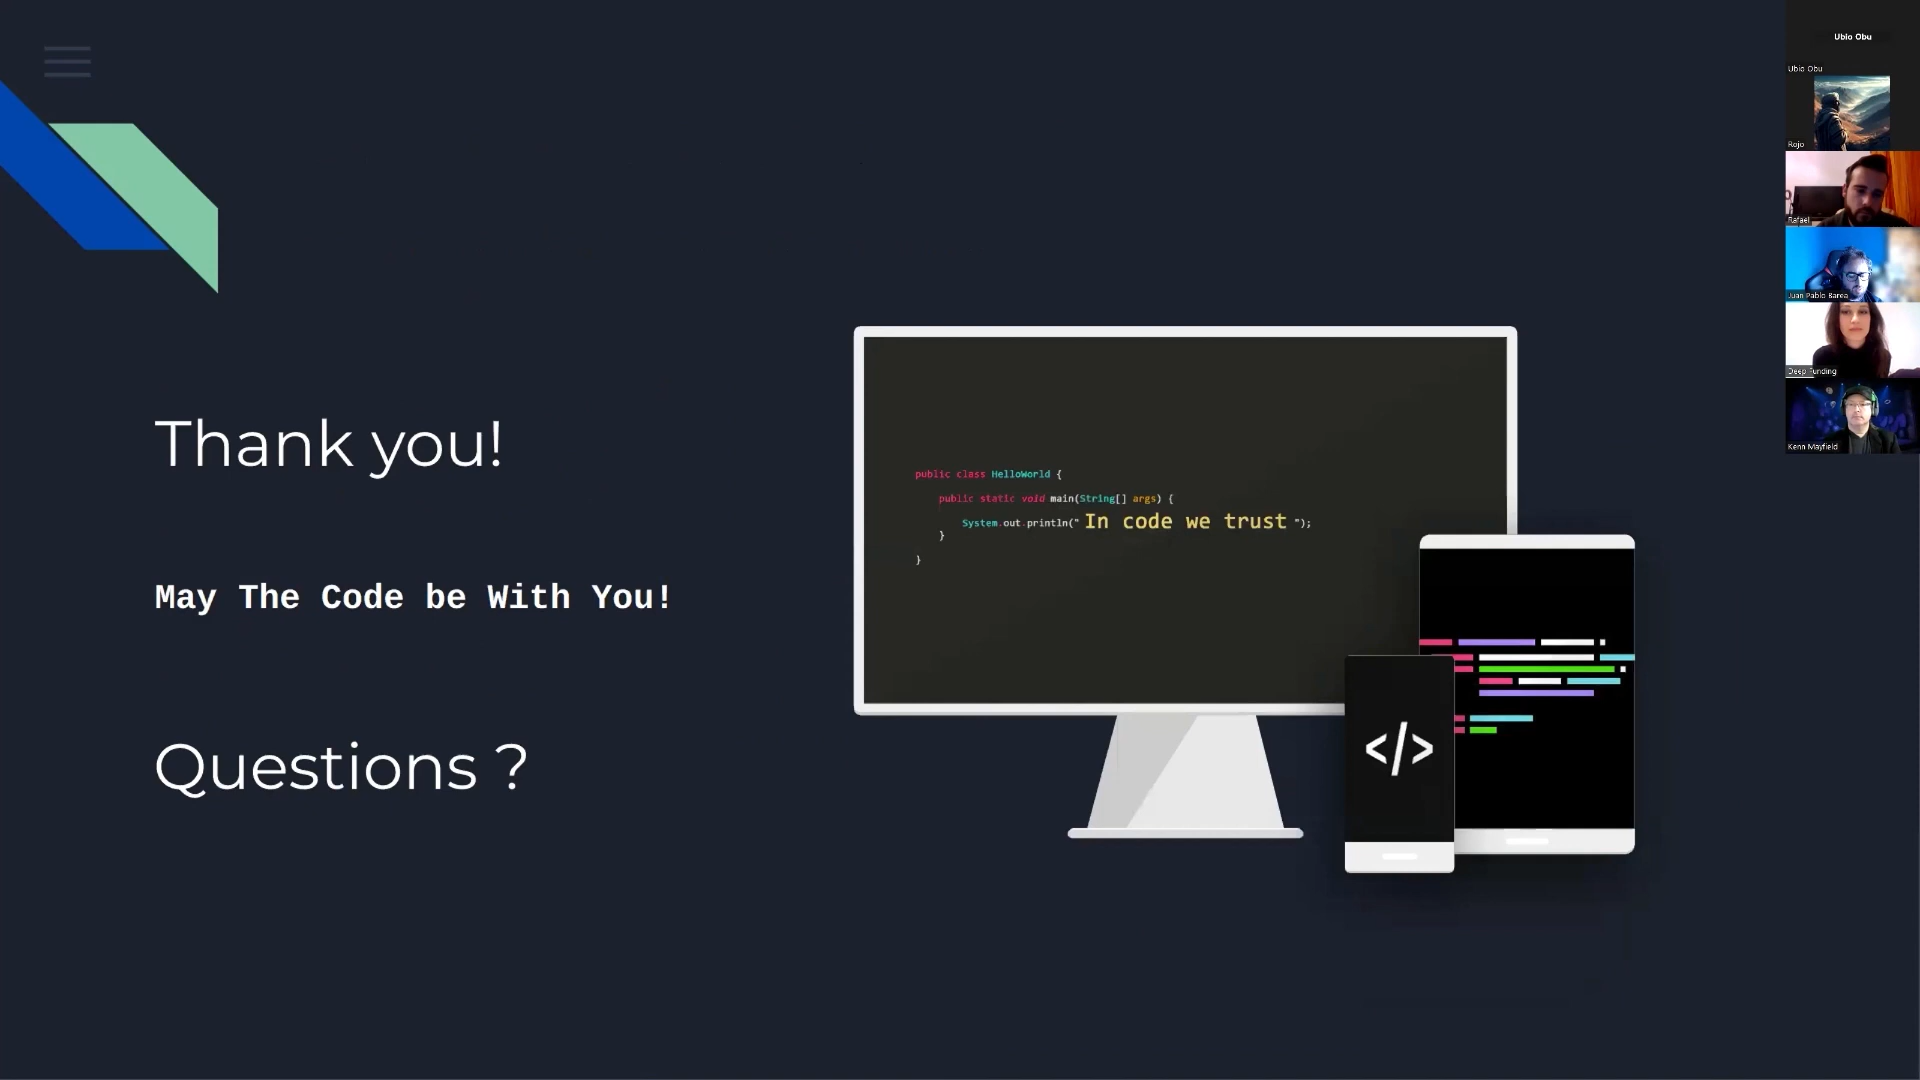 Thank you!
May The Code be With You!
Questions ?
public class HelloWorld {
public static void main(String[] args) {
System.out.println(" In code we trust ");
}
}
</>
Ubio Obu
Ubio Obu
Rojo
Rafael
Juan Pablo Barea
Deep Funding
Kenn Mayfield